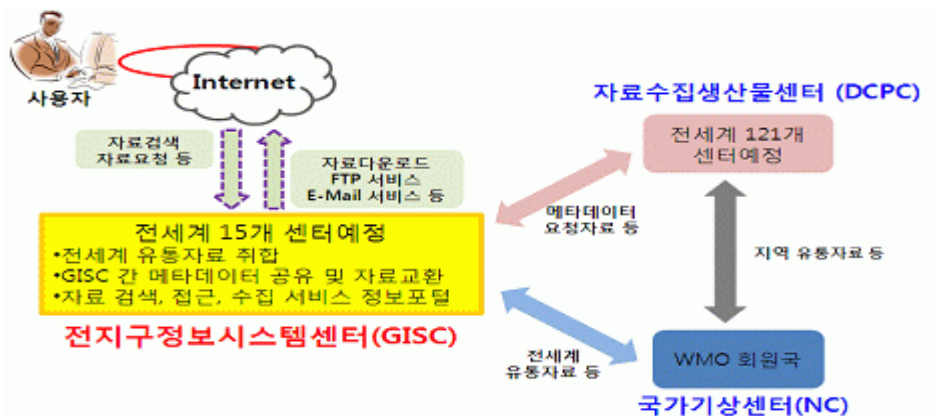 사용자
Internet
자료검색
자료요청 등
자료다운로드
FTP 서비스
E-Mail 서비스 등
전세계 15개 센터예정
•전세계 유통자료 취합
•GISC 간 메타데이터 공유 및 자료교환
•자료 검색, 접근, 수집 서비스 정보포털
전지구정보시스템센터(GISC)
자료수집생산물센터 (DCPC)
전세계 121개
센터예정
메타데이터
요청자료 등
지역 유통자료 등
전세계
유통자료 등
WMO 회원국
국가기상센터(NC)